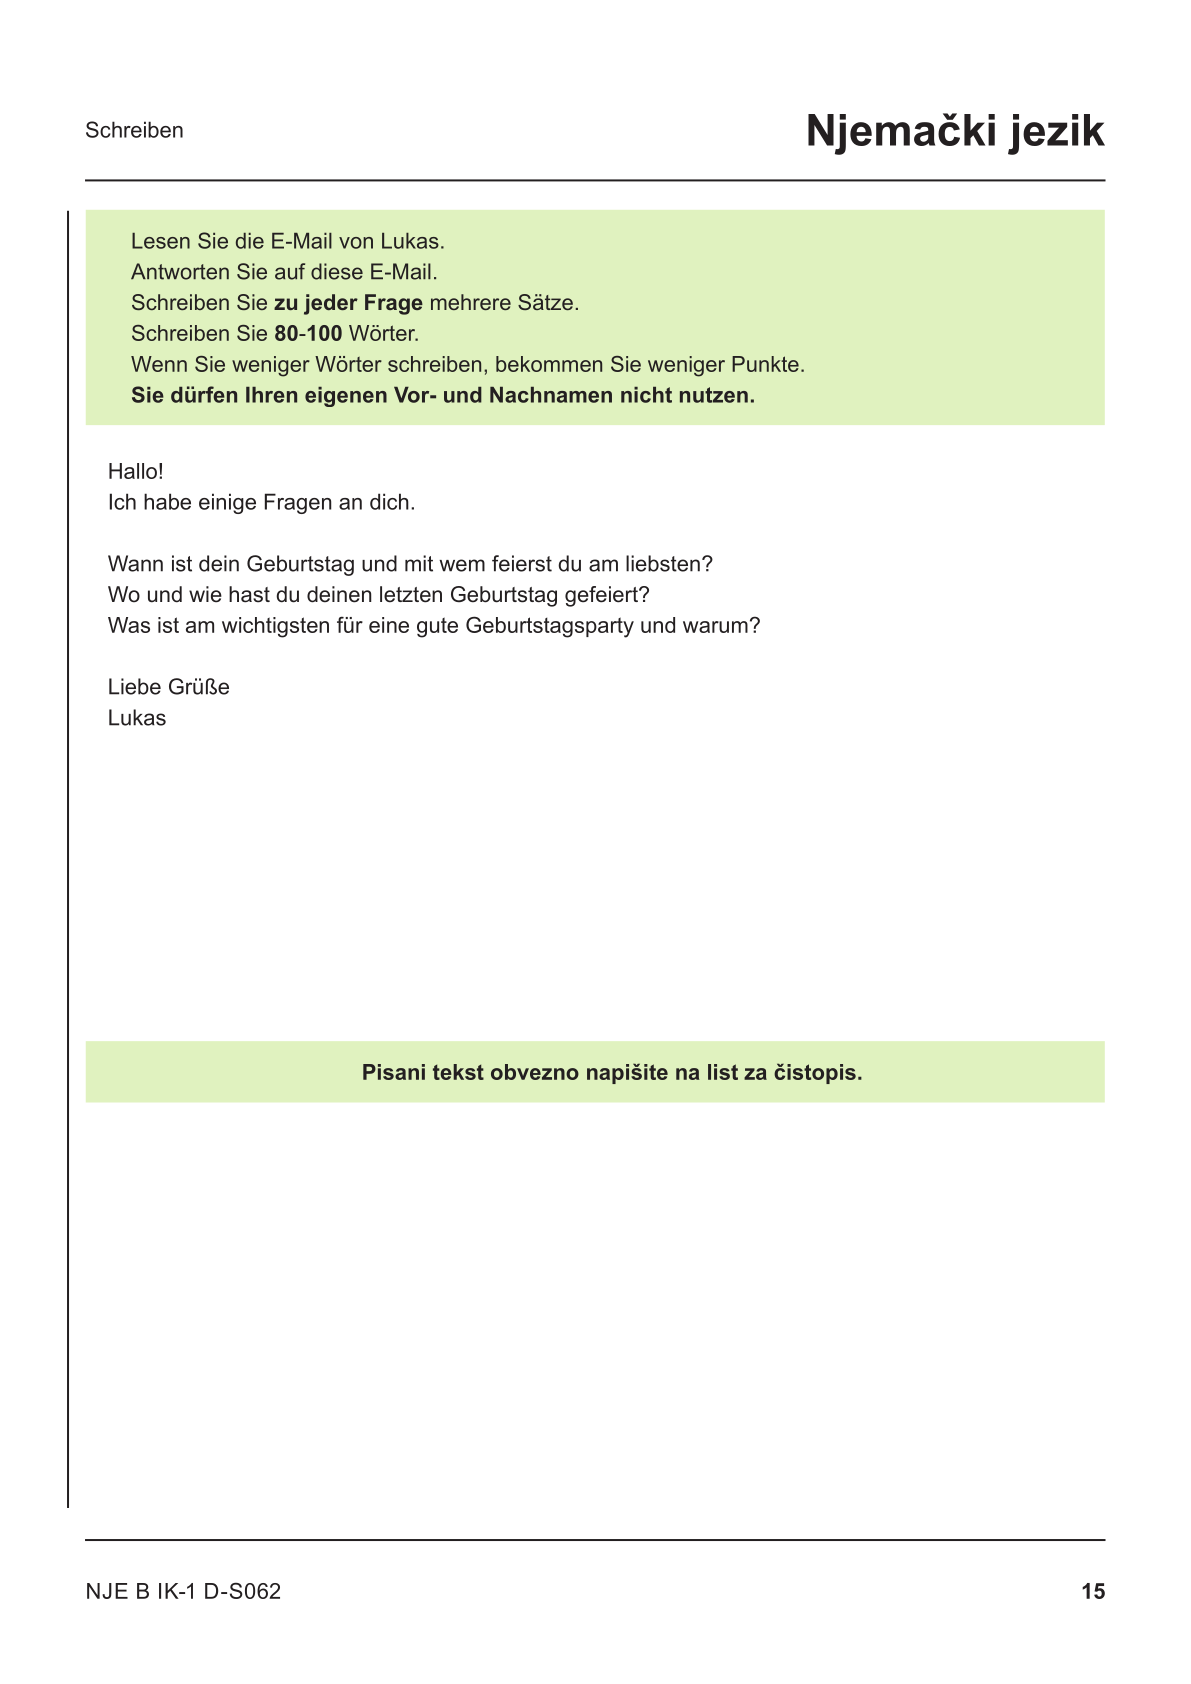 Schreiben
Njemački jezik
Lesen Sie die E-Mail von Lukas.
Antworten Sie auf diese E-Mail.
Schreiben Sie zu jeder Frage mehrere Sätze.
Schreiben Sie 80-100 Wörter.
Wenn Sie weniger Wörter schreiben, bekommen Sie weniger Punkte.
Sie dürfen Ihren eigenen Vor- und Nachnamen nicht nutzen.
Hallo!
Ich habe einige Fragen an dich.
Wann ist dein Geburtstag und mit wem feierst du am liebsten?
Wo und wie hast du deinen letzten Geburtstag gefeiert?
Was ist am wichtigsten für eine gute Geburtstagsparty und warum?
Liebe Grüße
Lukas
Pisani tekst obvezno napišite na list za čistopis.
NJE B IK-1 D-S062
15